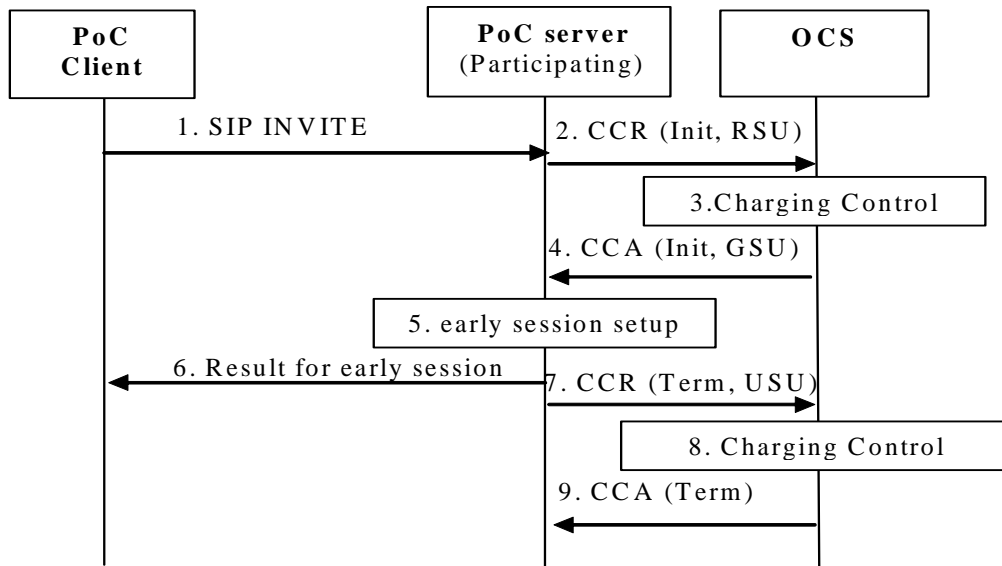 PoC
Client
PoC server
(Participating)
OCS
1. SIP INVITE
2. CCR (Init, RSU)
3.Charging Control
4. CCA (Init, GSU)
5. early session setup
6. Result for early session
7. CCR (Term, USU)
8. Charging Control
9. CCA (Term)